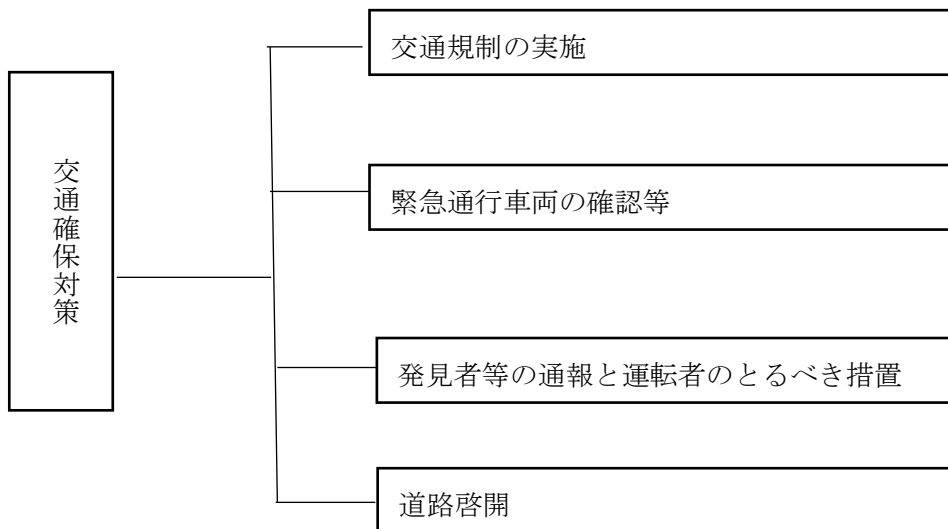 交通確保対策
交通規制の実施
緊急通行車両の確認等
発見者等の通報と運転者のとるべき措置
道路啓開